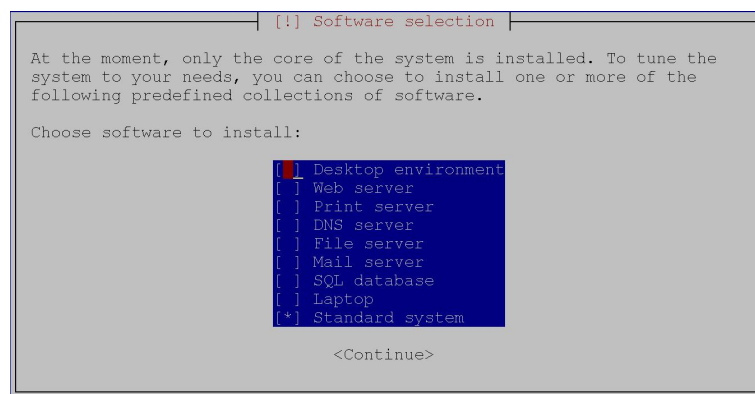 [!] Software selection
At the moment, only the core of the system is installed. To tune the
system to your needs, you can choose to install one or more of the
following predefined collections of software.
Choose software to install:
[ ] Desktop environment
[ ] Web server
[ ] Print server
[ ] DNS server
[ ] File server
[ ] Mail server
[ ] SQL database
[ ] Laptop
[*] Standard system
<Continue>